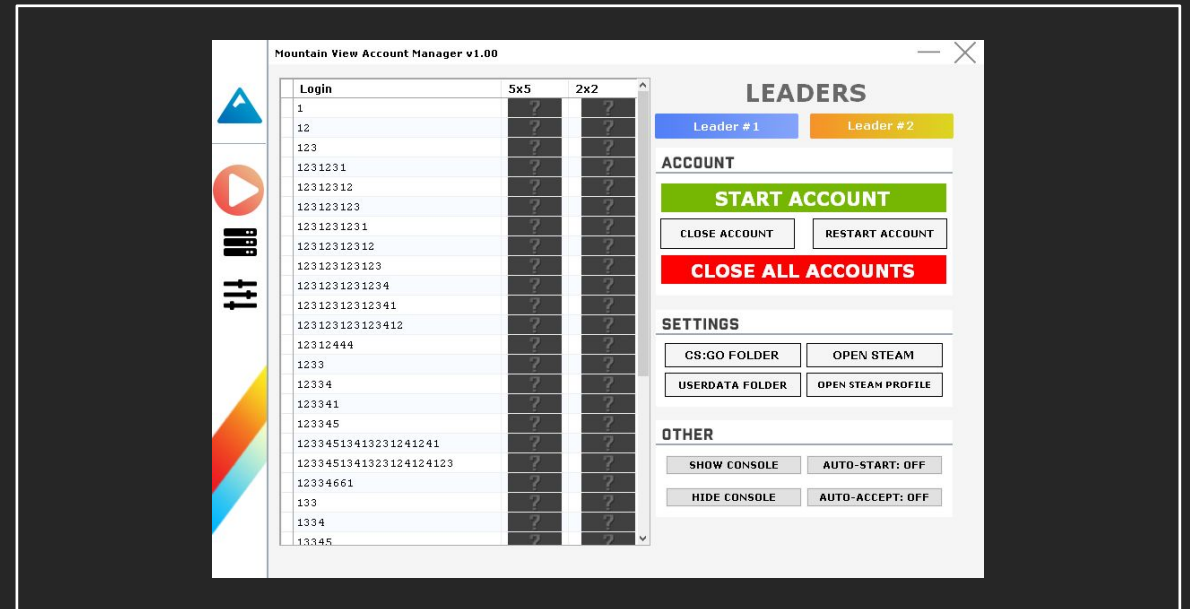 Mountain View Account Manager v1.00
Login 5x5 2x2
1 ? ?
12 ? ?
123 ? ?
1231231 ? ?
12312312 ? ?
123123123 ? ?
1231231231 ? ?
12312312312 ? ?
123123123123 ? ?
1231231231234 ? ?
12312312312341 ? ?
123123123123412 ? ?
12312444 ? ?
1233 ? ?
12334 ? ?
123341 ? ?
123345 ? ?
12334513413231241241 ? ?
1233451341323124124123 ? ?
12334661 ? ?
133 ? ?
1334 ? ?
13345 ? ?
LEADERS
Leader #1 Leader #2
ACCOUNT
START ACCOUNT
CLOSE ACCOUNT RESTART ACCOUNT
CLOSE ALL ACCOUNTS
SETTINGS
CS:GO FOLDER OPEN STEAM
USERDATA FOLDER OPEN STEAM PROFILE
OTHER
SHOW CONSOLE AUTO-START: OFF
HIDE CONSOLE AUTO-ACCEPT: OFF